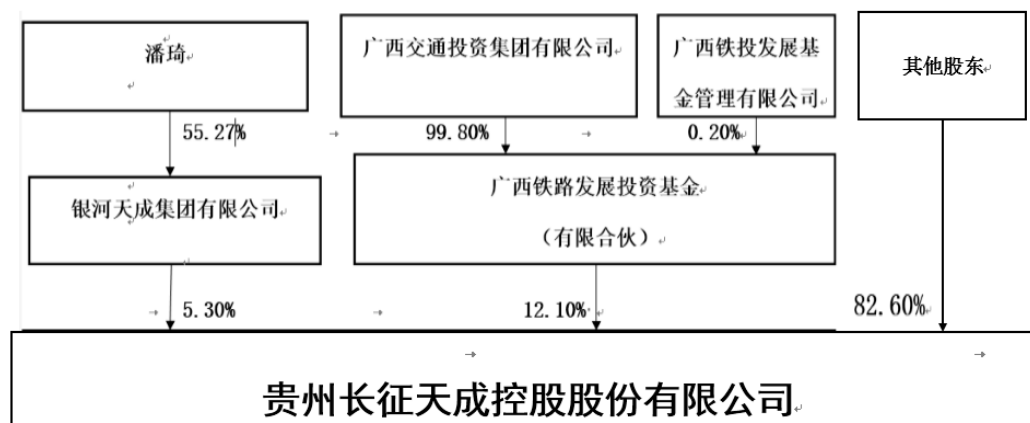 潘琦
广西交通投资集团有限公司
广西铁投发展基
金管理有限公司
其他股东
55.27%
99.80%
0.20%
银河天成集团有限公司
广西铁路发展投资基金
（有限合伙）
5.30%
12.10%
82.60%
贵州长征天成控股股份有限公司